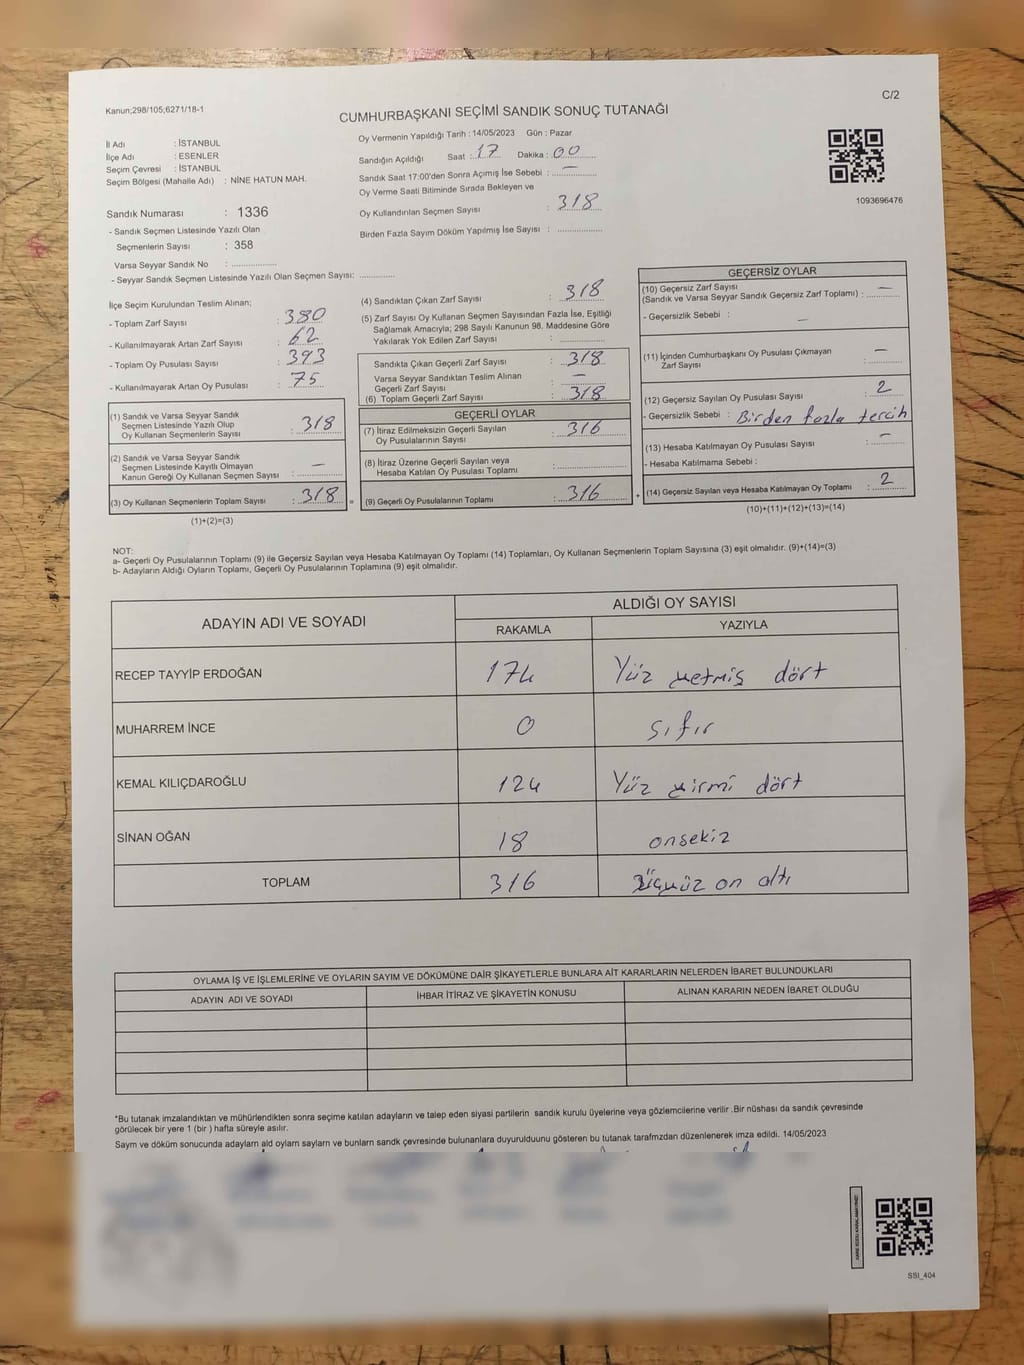 Kanun;298/105;6271/18-1
C/2
CUMHURBAŞKANI SEÇİMİ SANDIK SONUÇ TUTANAĞI
İl Adı : İSTANBUL
İlçe Adı : ESENLER
Seçim Çevresi : İSTANBUL
Seçim Bölgesi (Mahalle Adı) : NİNE HATUN MAH.
Sandık Numarası : 1336
- Sandık Seçmen Listesinde Yazılı Olan
Seçmenlerin Sayısı : 358
Varsa Seyyar Sandık No : ................
- Seyyar Sandık Seçmen Listesinde Yazılı Olan Seçmen Sayısı: ............
Oy Vermenin Yapıldığı Tarih : 14/05/2023 Gün : Pazar
Sandığın Açıldığı Saat : 17 Dakika : 00
Sandık Saat 17:00'den Sonra Açımış İse Sebebi : —
Oy Verme Saati Bitiminde Sırada Bekleyen ve
Oy Kullandırılan Seçmen Sayısı : 318
Birden Fazla Sayım Döküm Yapılmış İse Sayısı : ................
1093696476
İlçe Seçim Kurulundan Teslim Alınan;
- Toplam Zarf Sayısı : 380
- Kullanılmayarak Artan Zarf Sayısı : 62
- Toplam Oy Pusulası Sayısı : 393
- Kullanılmayarak Artan Oy Pusulası : 75
(1) Sandık ve Varsa Seyyar Sandık
Seçmen Listesinde Yazılı Olup
Oy Kullanan Seçmenlerin Sayısı : 318
(2) Sandık ve Varsa Seyyar Sandık
Seçmen Listesinde Kayıtlı Olmayan
Kanun Gereği Oy Kullanan Seçmen Sayısı : —
(3) Oy Kullanan Seçmenlerin Toplam Sayısı : 318 =
(1)+(2)=(3)
(4) Sandıktan Çıkan Zarf Sayısı : 318
(5) Zarf Sayısı Oy Kullanan Seçmen Sayısından Fazla İse, Eşitliği
Sağlamak Amacıyla; 298 Sayılı Kanunun 98. Maddesine Göre
Yakılarak Yok Edilen Zarf Sayısı : ................
Sandıkta Çıkan Geçerli Zarf Sayısı : 318
Varsa Seyyar Sandıktan Teslim Alınan
Geçerli Zarf Sayısı : —
(6) Toplam Geçerli Zarf Sayısı : 318
GEÇERLİ OYLAR
(7) İtiraz Edilmeksizin Geçerli Sayılan
Oy Pusulalarının Sayısı : 316
(8) İtiraz Üzerine Geçerli Sayılan veya
Hesaba Katılan Oy Pusulası Toplamı : ................
(9) Geçerli Oy Pusulalarının Toplamı : 316 +
GEÇERSİZ OYLAR
(10) Geçersiz Zarf Sayısı
(Sandık ve Varsa Seyyar Sandık Geçersiz Zarf Toplamı) : —
- Geçersizlik Sebebi : —
(11) İçinden Cumhurbaşkanı Oy Pusulası Çıkmayan
Zarf Sayısı : —
(12) Geçersiz Sayılan Oy Pusulası Sayısı : 2
- Geçersizlik Sebebi : Birden fazla tercih
(13) Hesaba Katılmayan Oy Pusulası Sayısı : —
- Hesaba Katılmama Sebebi :
(14) Geçersiz Sayılan veya Hesaba Katılmayan Oy Toplamı : 2
(10)+(11)+(12)+(13)=(14)
NOT:
a- Geçerli Oy Pusulalarının Toplamı (9) ile Geçersiz Sayılan veya Hesaba Katılmayan Oy Toplamı (14) Toplamları, Oy Kullanan Seçmenlerin Toplam Sayısına (3) eşit olmalıdır. (9)+(14)=(3)
b- Adayların Aldığı Oyların Toplamı, Geçerli Oy Pusulalarının Toplamına (9) eşit olmalıdır.
ADAYIN ADI VE SOYADI ALDIĞI OY SAYISI
RAKAMLA YAZIYLA
RECEP TAYYİP ERDOĞAN 174 Yüz yetmiş dört
MUHARREM İNCE 0 sıfır
KEMAL KILIÇDAROĞLU 124 Yüz yirmi dört
SİNAN OĞAN 18 onsekiz
TOPLAM 316 üçyüz on altı
OYLAMA İŞ VE İŞLEMLERİNE VE OYLARIN SAYIM VE DÖKÜMÜNE DAİR ŞİKAYETLERLE BUNLARA AİT KARARLARIN NELERDEN İBARET BULUNDUKLARI
ADAYIN ADI VE SOYADI İHBAR İTİRAZ VE ŞİKAYETİN KONUSU ALINAN KARARIN NEDEN İBARET OLDUĞU
*Bu tutanak imzalandıktan ve mühürlendikten sonra seçime katılan adayların ve talep eden siyasi partilerin sandık kurulu üyelerine veya gözlemcilerine verilir .Bir nüshası da sandık çevresinde
görülecek bir yere 1 (bir ) hafta süreyle asılır.
Sayım ve döküm sonucunda adayların ald oyların sayları ve bunların sandk çevresinde bulunanlara duyurulduunu gösteren bu tutanak tarafmzdan düzenlenerek imza edildi. 14/05/2023
SSI_404